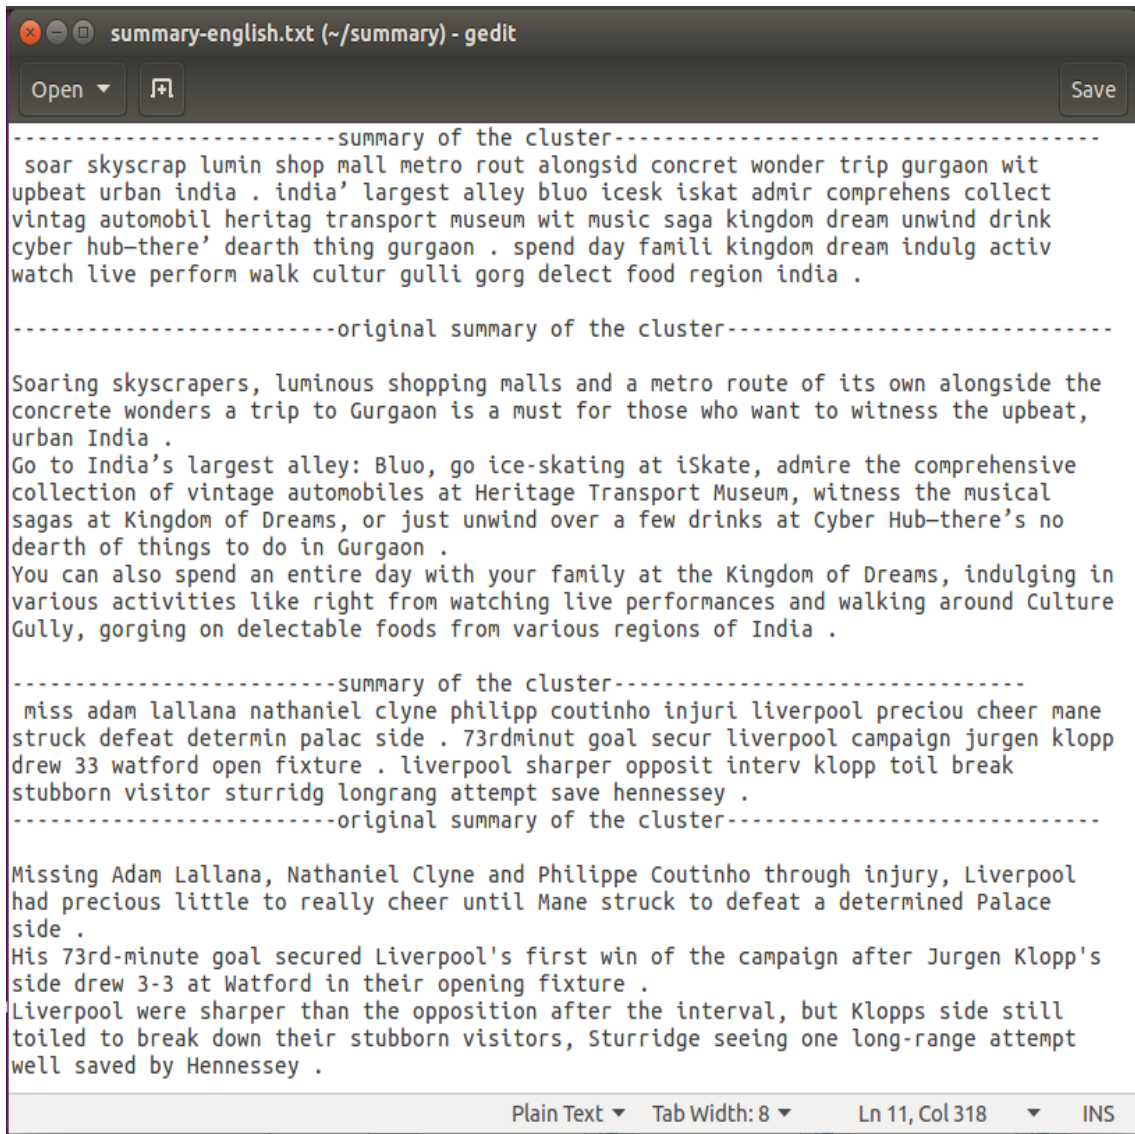 summary-english.txt (~/summary) - gedit
Open
Save
--------------------------summary of the cluster---------------------------------------
soar skyscrap lumin shop mall metro rout alongsid concret wonder trip gurgaon wit
upbeat urban india . india’ largest alley bluo icesk iskat admir comprehens collect
vintag automobil heritag transport museum wit music saga kingdom dream unwind drink
cyber hub—there’ dearth thing gurgaon . spend day famili kingdom dream indulg activ
watch live perform walk cultur gulli gorg delect food region india .
--------------------------original summary of the cluster-------------------------------
Soaring skyscrapers, luminous shopping malls and a metro route of its own alongside the
concrete wonders a trip to Gurgaon is a must for those who want to witness the upbeat,
urban India .
Go to India’s largest alley: Bluo, go ice-skating at iSkate, admire the comprehensive
collection of vintage automobiles at Heritage Transport Museum, witness the musical
sagas at Kingdom of Dreams, or just unwind over a few drinks at Cyber Hub—there’s no
dearth of things to do in Gurgaon .
You can also spend an entire day with your family at the Kingdom of Dreams, indulging in
various activities like right from watching live performances and walking around Culture
Gully, gorging on delectable foods from various regions of India .
--------------------------summary of the cluster---------------------------------
miss adam lallana nathaniel clyne philipp coutinho injuri liverpool preciou cheer mane
struck defeat determin palac side . 73rdminut goal secur liverpool campaign jurgen klopp
drew 33 watford open fixture . liverpool sharper opposit interv klopp toil break
stubborn visitor sturridg longrang attempt save hennessey .
--------------------------original summary of the cluster------------------------------
Missing Adam Lallana, Nathaniel Clyne and Philippe Coutinho through injury, Liverpool
had precious little to really cheer until Mane struck to defeat a determined Palace
side .
His 73rd-minute goal secured Liverpool's first win of the campaign after Jurgen Klopp's
side drew 3-3 at Watford in their opening fixture .
Liverpool were sharper than the opposition after the interval, but Klopps side still
toiled to break down their stubborn visitors, Sturridge seeing one long-range attempt
well saved by Hennessey .
Plain Text Tab Width: 8 Ln 11, Col 318 INS